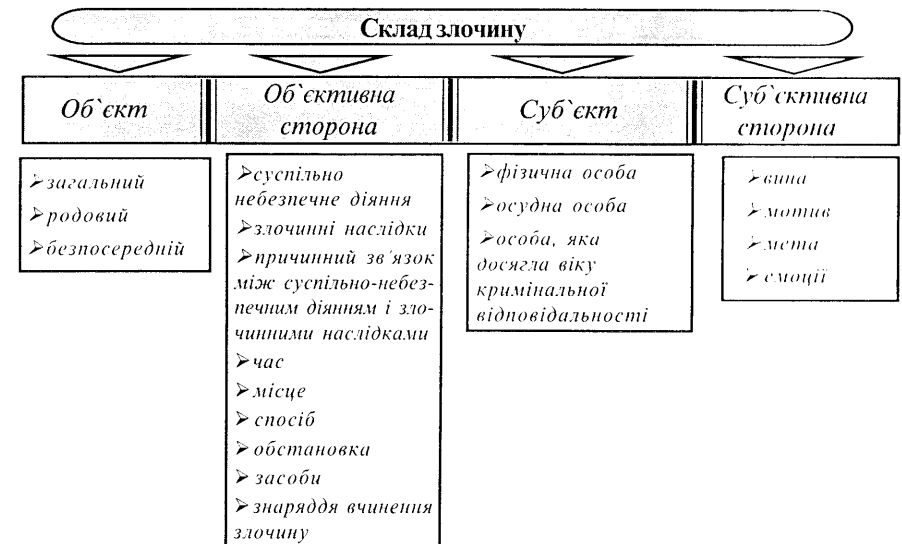 Склад злочину
Об`єкт
Об`єктивна
сторона
Суб`єкт
Суб`єктивна
сторона
➢загальний
➢родовий
➢безпосередній
➢суспільно
небезпечне діяння
➢злочинні наслідки
➢причинний зв`язок
між суспільно-небез-
печним діянням і зло-
чинними наслідками
➢час
➢місце
➢спосіб
➢обстановка
➢засоби
➢знаряддя вчинення
злочину
➢фізична особа
➢осудна особа
➢особа, яка
досягла віку
кримінальної
відповідальності
➢вина
➢мотив
➢мета
➢емоції